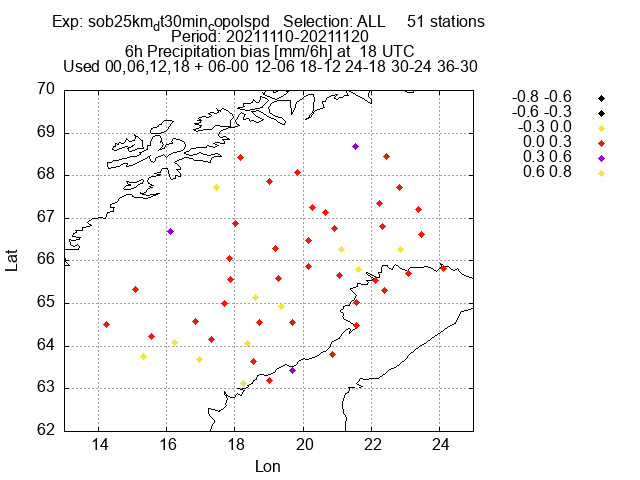 Exp: sob25km_dt30min_copolspd   Selection: ALL     51 stations
Period: 20211110-20211120
6h Precipitation bias [mm/6h] at  18 UTC
Used 00,06,12,18 + 06-00 12-06 18-12 24-18 30-24 36-30
70
69
68
67
66
65
64
63
62
14 16 18 20 22 24
Lat
Lon
-0.8 -0.6
-0.6 -0.3
-0.3 0.0
0.0 0.3
0.3 0.6
0.6 0.8